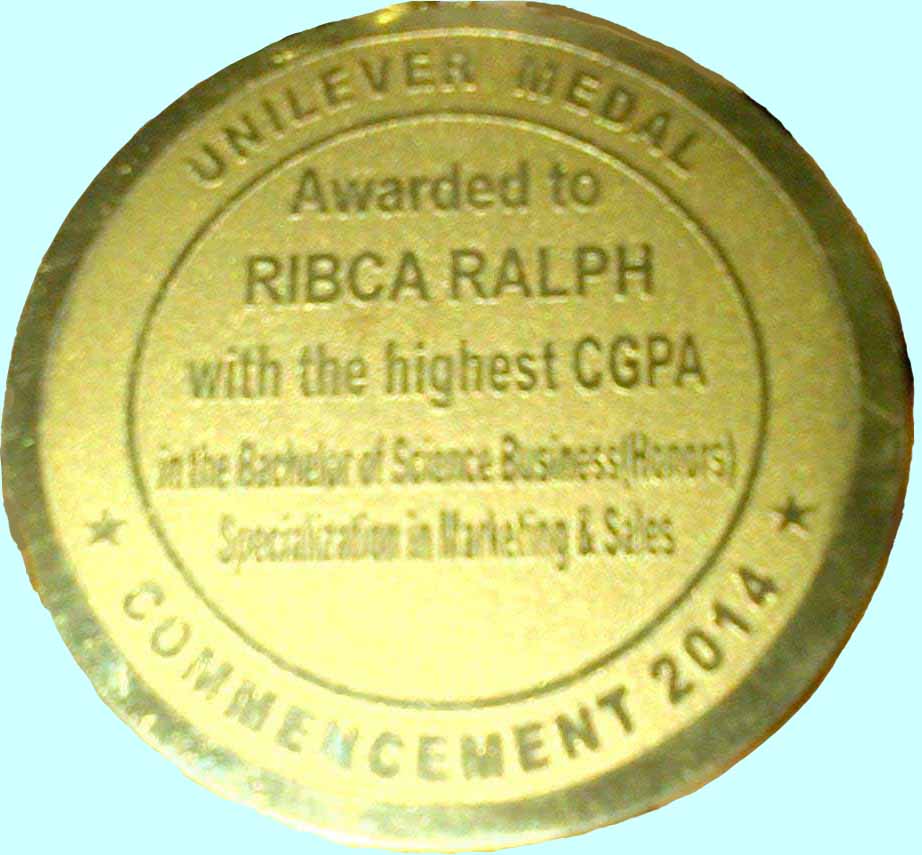 UNILEVER MEDAL
Awarded to
RIBCA RALPH
with the highest CGPA
in the Bachelor of Science Business(Honors)
Specialization in Marketing & Sales
COMMENCEMENT 2014